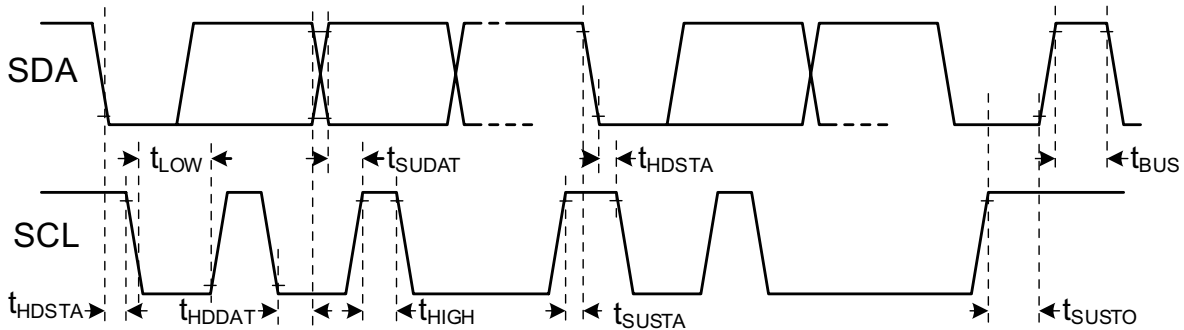 SDA
tLOW
tSUDAT
tHDSTA
tBUS
SCL
tHDSTA
tHDDAT
tHIGH
tSUSTA
tSUSTO